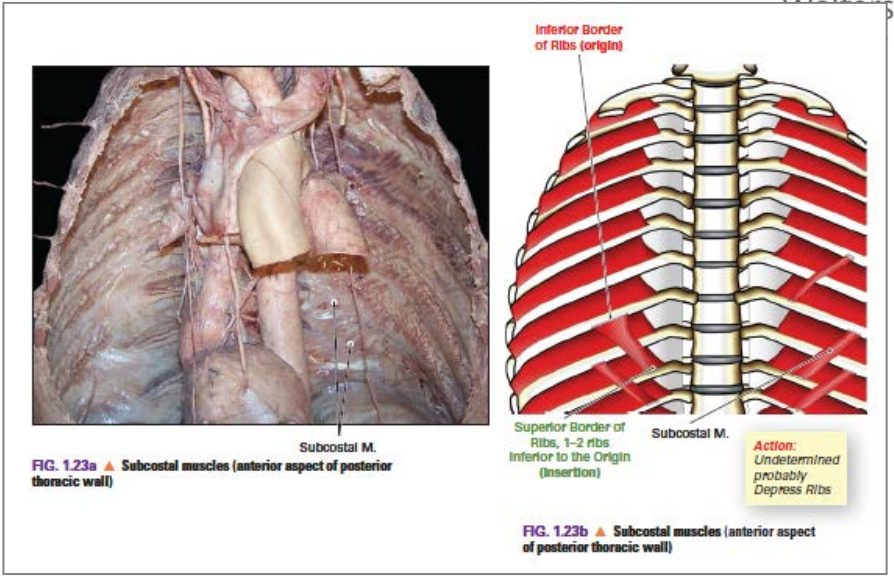 Inferior Border
of Ribs (origin)
Subcostal M.
FIG. 1.23a ▲ Subcostal muscles (anterior aspect of posterior
thoracic wall)
Superior Border of
Ribs, 1–2 ribs
Inferior to the Origin
(Insertion)
Subcostal M.
Action:
Undetermined
probably
Depress Ribs
FIG. 1.23b ▲ Subcostal muscles (anterior aspect
of posterior thoracic wall)